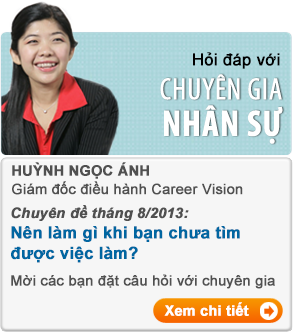 Hỏi đáp với
CHUYÊN GIA
NHÂN SỰ
HUỲNH NGỌC ÁNH
Giám đốc điều hành Career Vision
Chuyên đề tháng 8/2013:
Nên làm gì khi bạn chưa tìm
được việc làm?
Mời các bạn đặt câu hỏi với chuyên gia
Xem chi tiết